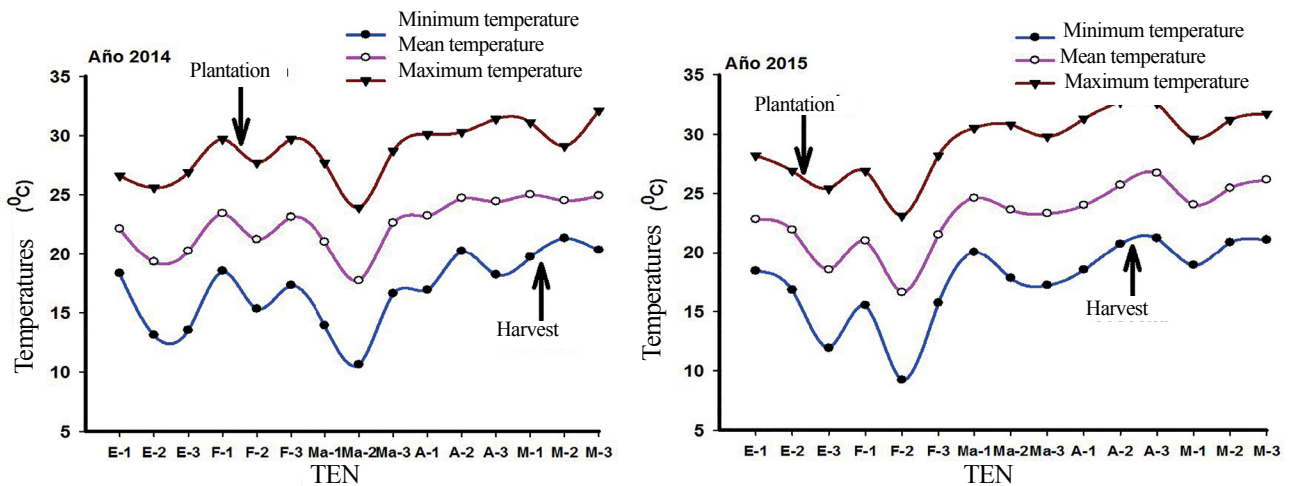 Año 2014
Minimum temperature
Mean temperature
Maximum temperature
Plantation
Harvest
Temperatures (⁰C)
35
30
25
20
15
10
5
E-1 E-2 E-3 F-1 F-2 F-3 Ma-1 Ma-2 Ma-3 A-1 A-2 A-3 M-1 M-2 M-3
TEN
Año 2015
Minimum temperature
Mean temperature
Maximum temperature
Plantation
Harvest
Temperatures (⁰C)
35
30
25
20
15
10
5
E-1 E-2 E-3 F-1 F-2 F-3 Ma-1 Ma-2 Ma-3 A-1 A-2 A-3 M-1 M-2 M-3
TEN